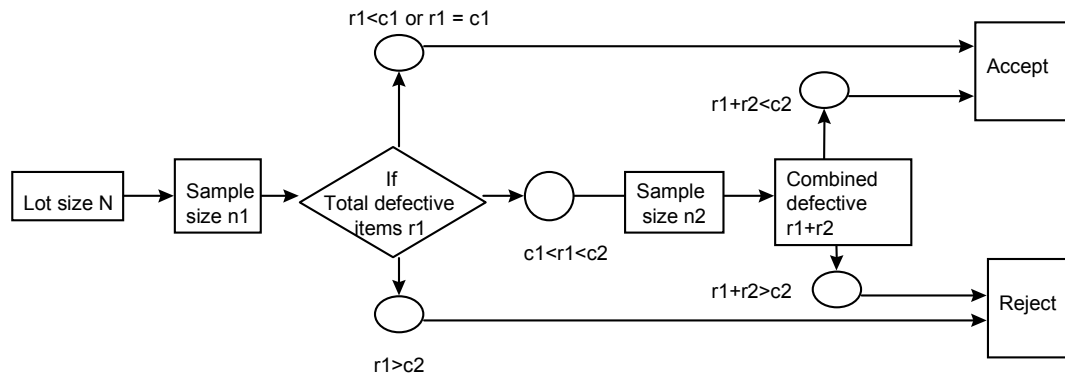 r1<c1 or r1 = c1
Accept
r1+r2<c2
Lot size N
Sample
size n1
If
Total defective
items r1
c1<r1<c2
Sample
size n2
Combined
defective
r1+r2
r1+r2>c2
Reject
r1>c2